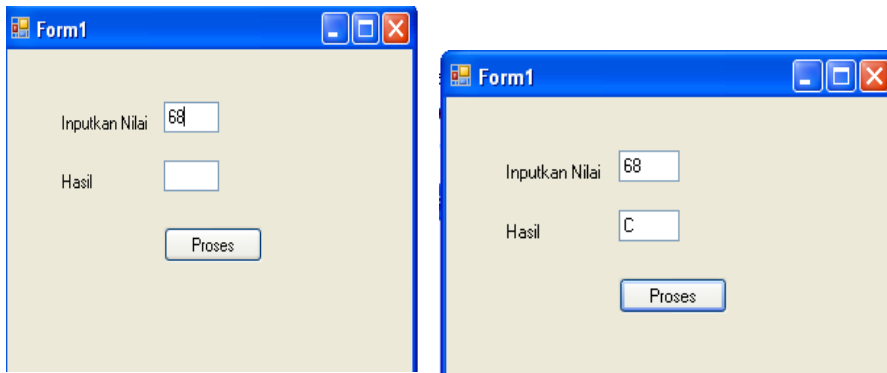 Form1
Inputkan Nilai 68
Hasil
Proses
Form1
Inputkan Nilai 68
Hasil C
Proses